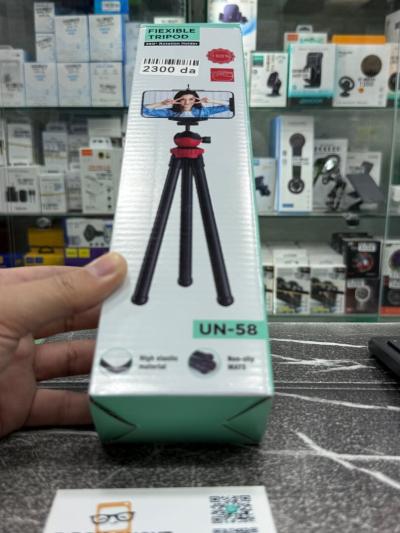 FIEXIBLE
TRIPOD
360° Rotation Holder
2300 da
UN-58
High elastic
material
Non-slip
MATS